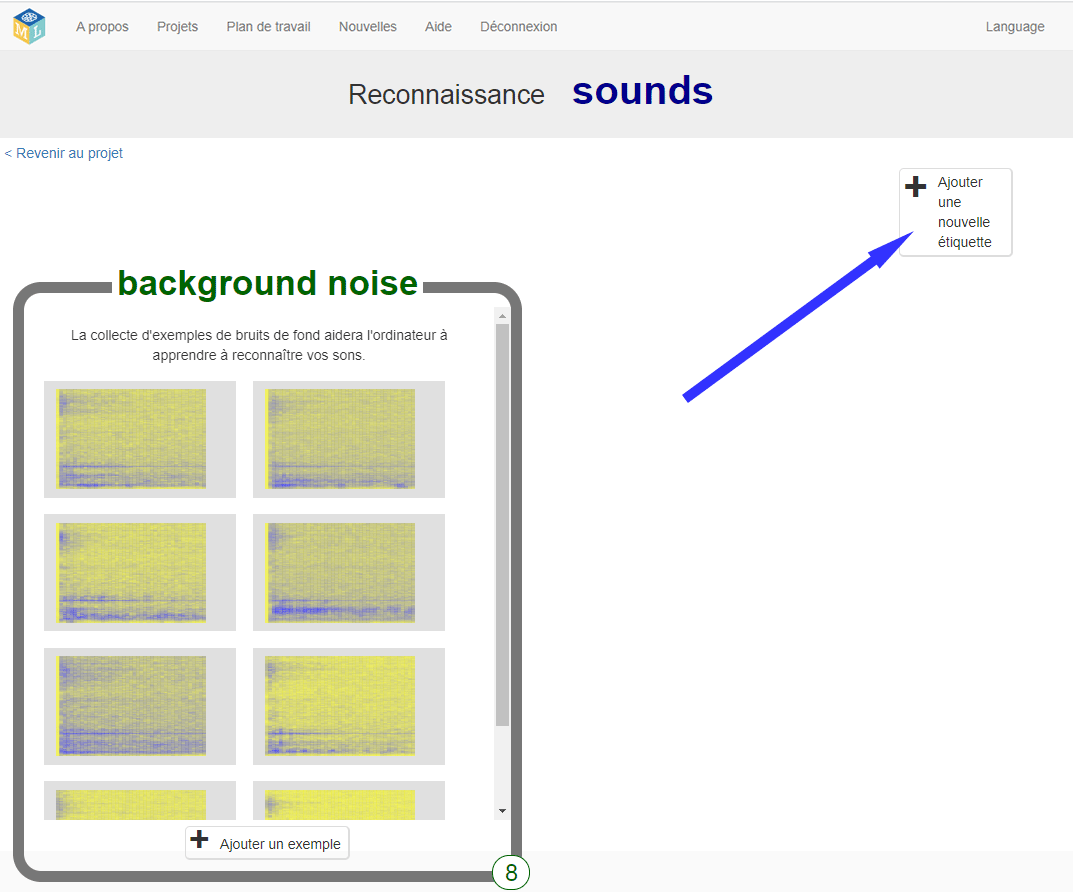 A propos Projets Plan de travail Nouvelles Aide Déconnexion Language
Reconnaissance sounds
< Revenir au projet
Ajouter
une
nouvelle
étiquette
background noise
La collecte d'exemples de bruits de fond aidera l'ordinateur à
apprendre à reconnaître vos sons.
Ajouter un exemple
8